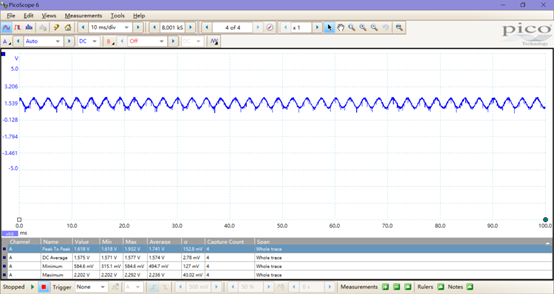 PicoScope 6
File Edit Views Measurements Tools Help
10 ms/div 8.001 kS 4 of 4 x 1
pico
Technology
A Auto DC B Off DC
V
5.0
3.206
1.539
-0.128
-1.794
-3.461
-5.0
0.0 10.0 20.0 30.0 40.0 50.0 60.0 70.0 80.0 90.0 100.0
ms
Channel Name Value Min Max Average σ Capture Count Span
A Peak To Peak 1.618 V 1.618 V 1.902 V 1.741 V 152.8 mV 4 Whole trace
A DC Average 1.575 V 1.571 V 1.577 V 1.574 V 2.78 mV 4 Whole trace
A Minimum 584.6 mV 315.1 mV 584.6 mV 494.7 mV 127 mV 4 Whole trace
A Maximum 2.202 V 2.202 V 2.292 V 2.236 V 40.02 mV 4 Whole trace
Stopped Trigger None A 500 mV 50 % 0 s Measurements Rulers Notes